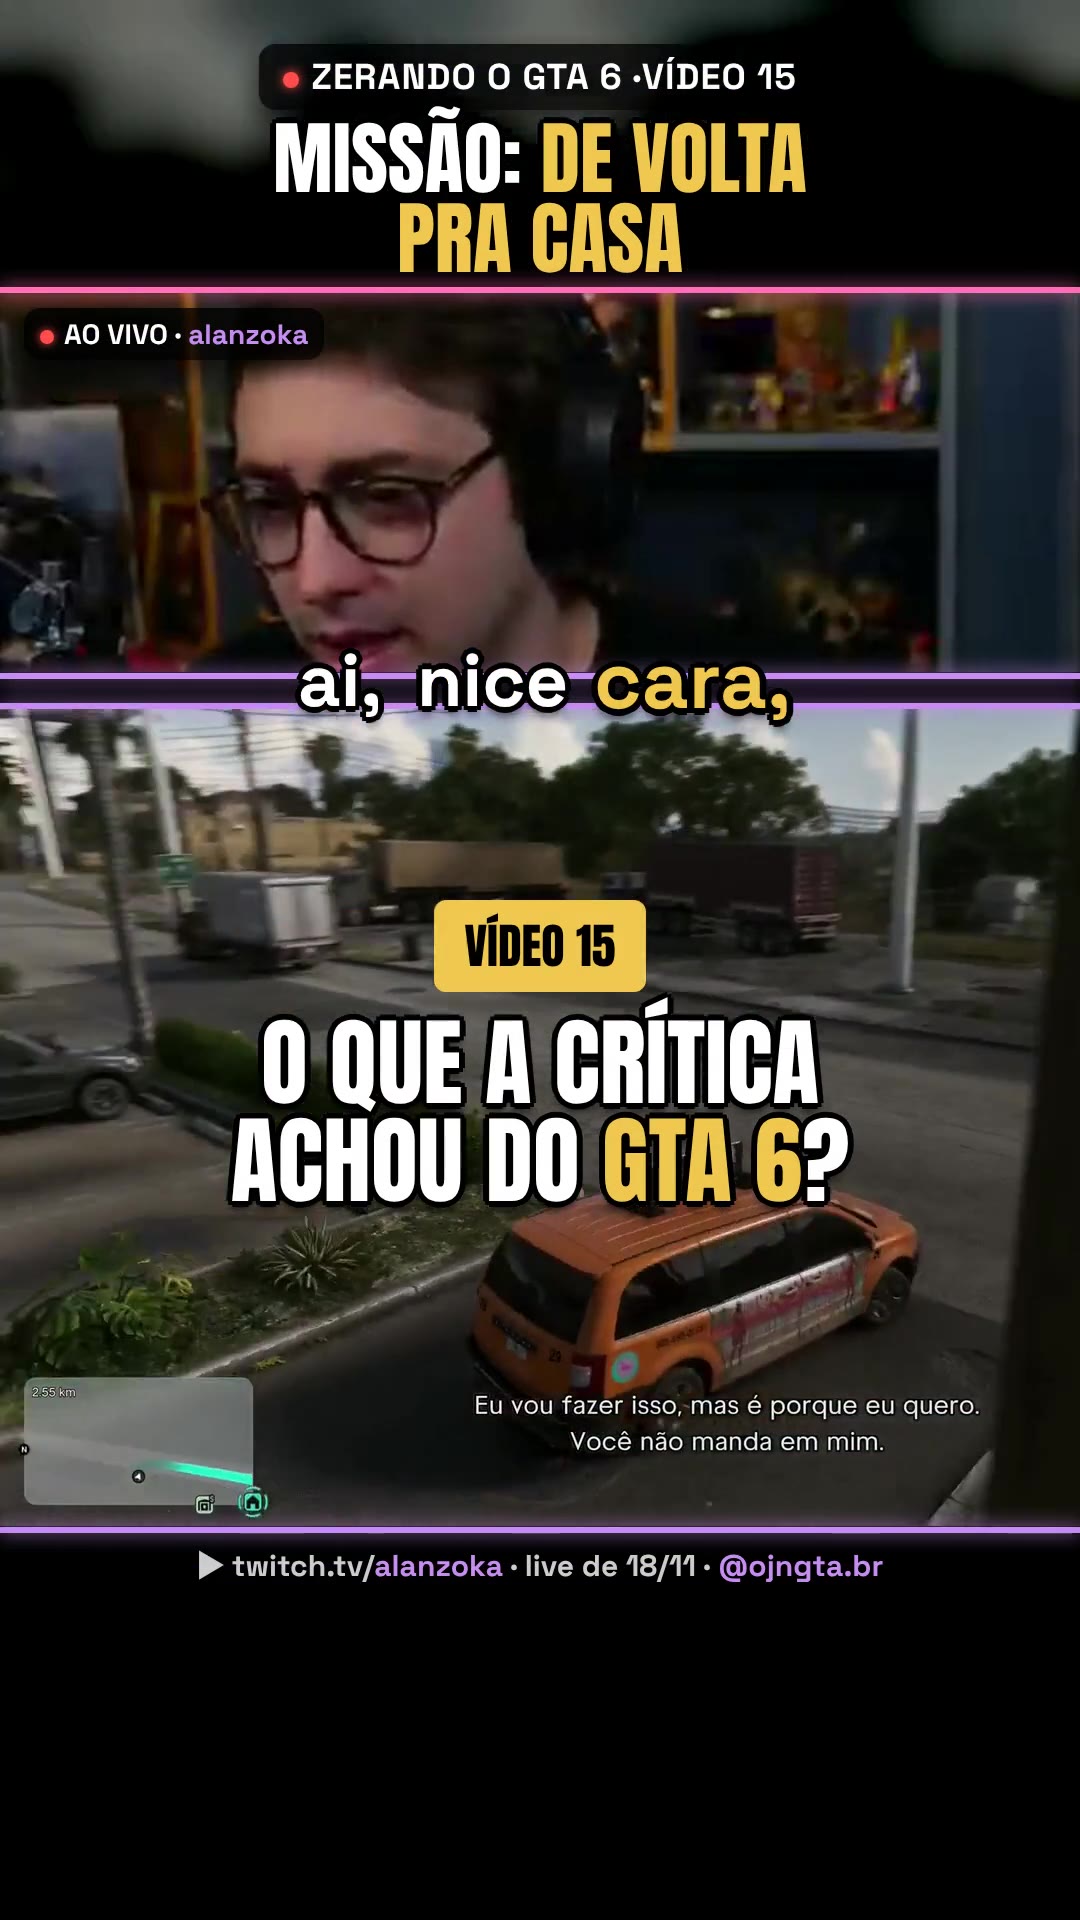 ZERANDO O GTA 6 ·VÍDEO 15
MISSÃO: DE VOLTA
PRA CASA
AO VIVO · alanzoka
ai, nice cara,
VÍDEO 15
O QUE A CRÍTICA
ACHOU DO GTA 6?
2.55 km
N
Eu vou fazer isso, mas é porque eu quero.
Você não manda em mim.
▶ twitch.tv/alanzoka · live de 18/11 · @ojngta.br